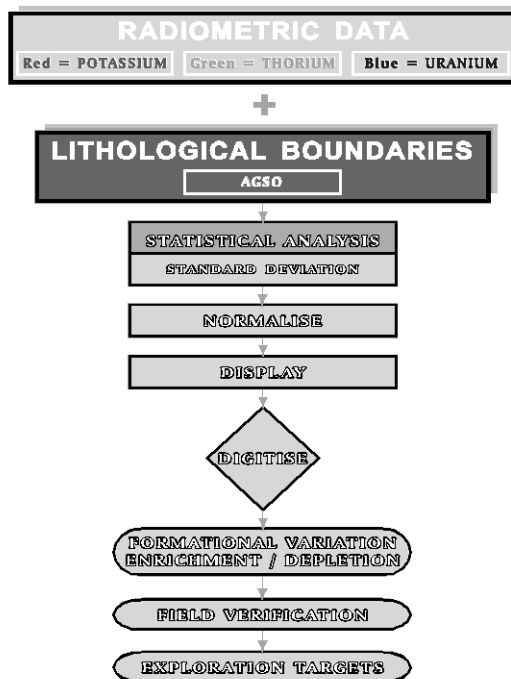 RADIOMETRIC DATA
Red = POTASSIUM Green = THORIUM Blue = URANIUM
+
LITHOLOGICAL BOUNDARIES
AGSO
STATISTICAL ANALYSIS
STANDARD DEVIATION
NORMALISE
DISPLAY
DIGITISE
FORMATIONAL VARIATION
ENRICHMENT / DEPLETION
FIELD VERIFICATION
EXPLORATION TARGETS